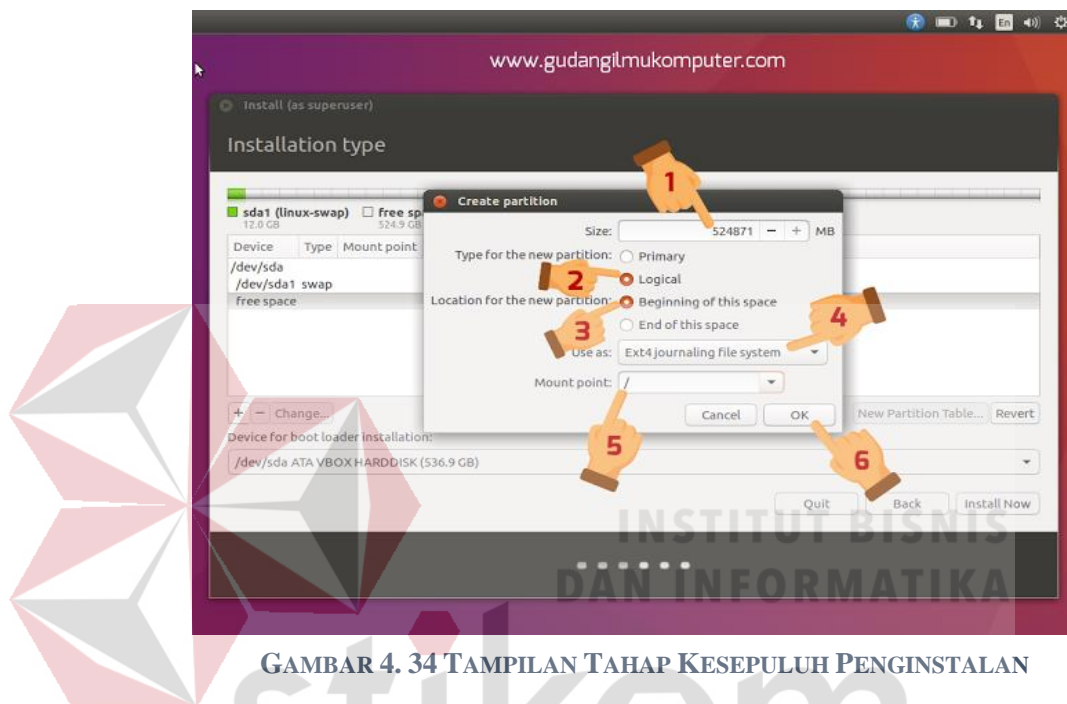 En
www.gudangilmukomputer.com
Install (as superuser)
Installation type
sda1 (linux-swap)
12.0 GB
free sp
524.9 GB
Device Type Mount point
/dev/sda
/dev/sda1 swap
free space
+ - Change...
Create partition
Size: 524871 - + MB
Type for the new partition: Primary
Logical
Location for the new partition: Beginning of this space
End of this space
Use as: Ext4 journaling file system
Mount point: /
Cancel OK
1
2
3
4
5
6
New Partition Table... Revert
Device for boot loader installation:
/dev/sda ATA VBOX HARDDISK (536.9 GB)
Quit Back Install Now
INSTITUT BISNIS
DAN INFORMATIKA
GAMBAR 4. 34 TAMPILAN TAHAP KESEPULUH PENGINSTALAN
stikom